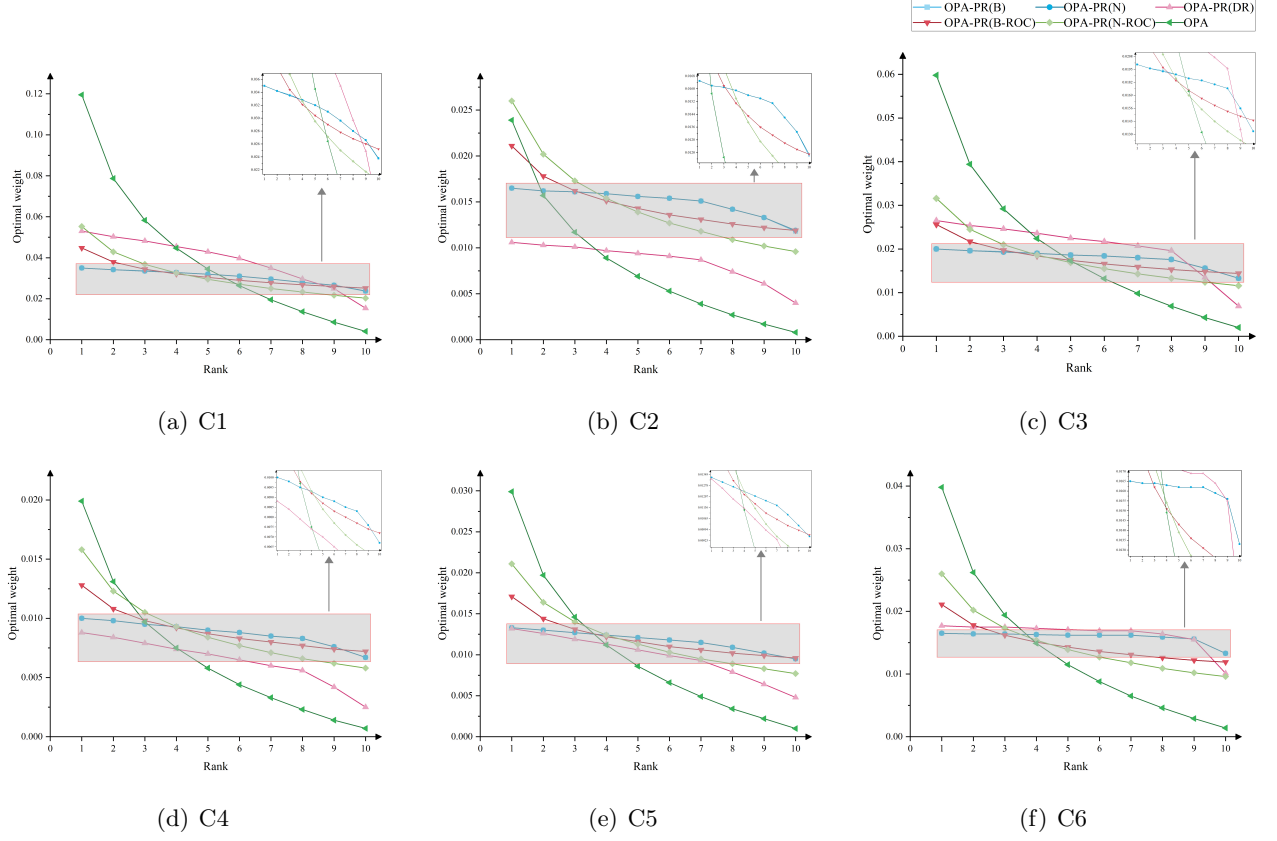 OPA-PR(B) OPA-PR(N) OPA-PR(DR)
OPA-PR(B-ROC) OPA-PR(N-ROC) OPA
Optimal weight
0.12
0.10
0.08
0.06
0.04
0.02
0.00
0 1 2 3 4 5 6 7 8 9 10
Rank
(a) C1
Optimal weight
0.025
0.020
0.015
0.010
0.005
0.000
0 1 2 3 4 5 6 7 8 9 10
Rank
(b) C2
Optimal weight
0.06
0.05
0.04
0.03
0.02
0.01
0.00
0 1 2 3 4 5 6 7 8 9 10
Rank
(c) C3
Optimal weight
0.020
0.015
0.010
0.005
0.000
0 1 2 3 4 5 6 7 8 9 10
Rank
(d) C4
Optimal weight
0.030
0.025
0.020
0.015
0.010
0.005
0.000
0 1 2 3 4 5 6 7 8 9 10
Rank
(e) C5
Optimal weight
0.04
0.03
0.02
0.01
0.00
0 1 2 3 4 5 6 7 8 9 10
Rank
(f) C6